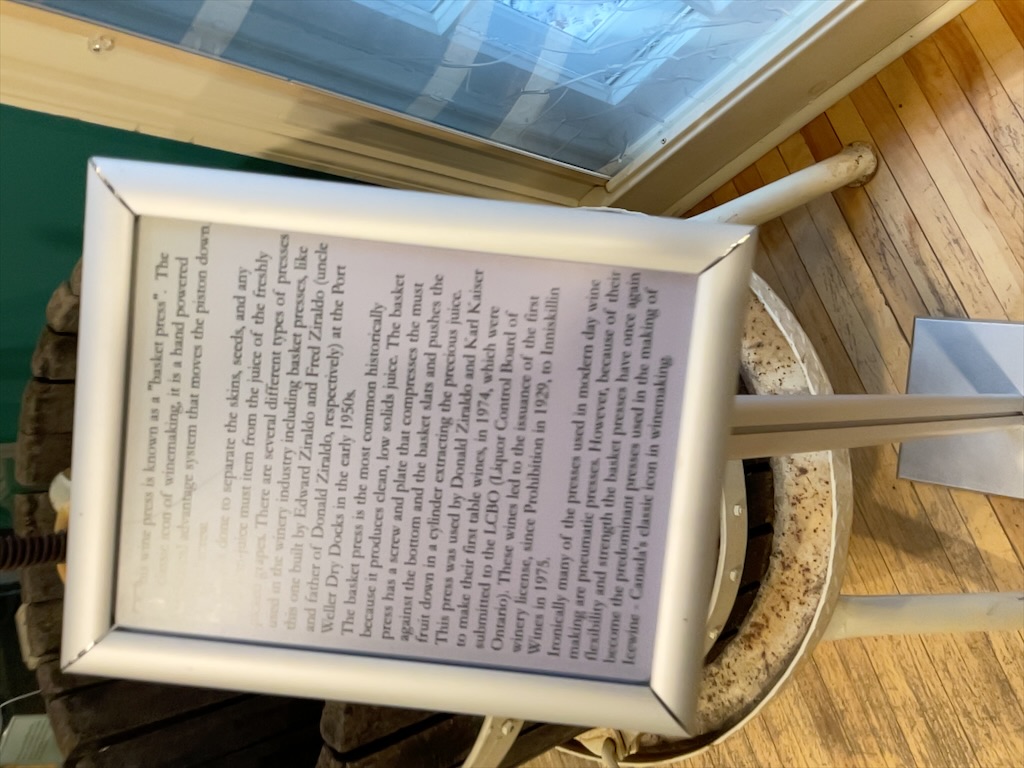 "This wine press is known as a "basket press". The
icon of winemaking, it is a hand powered
advantage system that moves the piston down
done to separate the skins, seeds, and any
juice must item from the juice of the freshly
grapes. There are several different types of presses
used in the winery industry including basket presses, like
this one built by Edward Ziraldo and Fred Ziraldo (uncle
and father of Donald Ziraldo, respectively) at the Port
Weller Dry Docks in the early 1950s.
The basket press is the most common historically
because it produces clean, low solids juice. The basket
press has a screw and plate that compresses the must
against the bottom and the basket slats and pushes the
fruit down in a cylinder extracting the precious juice.
This press was used by Donald Ziraldo and Karl Kaiser
to make their first table wines, in 1974, which were
submitted to the LCBO (Liquor Control Board of
Ontario). These wines led to the issuance of the first
winery license, since Prohibition in 1929, to Inniskillin
Wines in 1975.
Ironically many of the presses used in modern day wine
making are pneumatic presses. However, because of their
flexibility and strength the basket presses have once again
become the predominant presses used in the making of
Icewine - Canada's classic icon in winemaking.